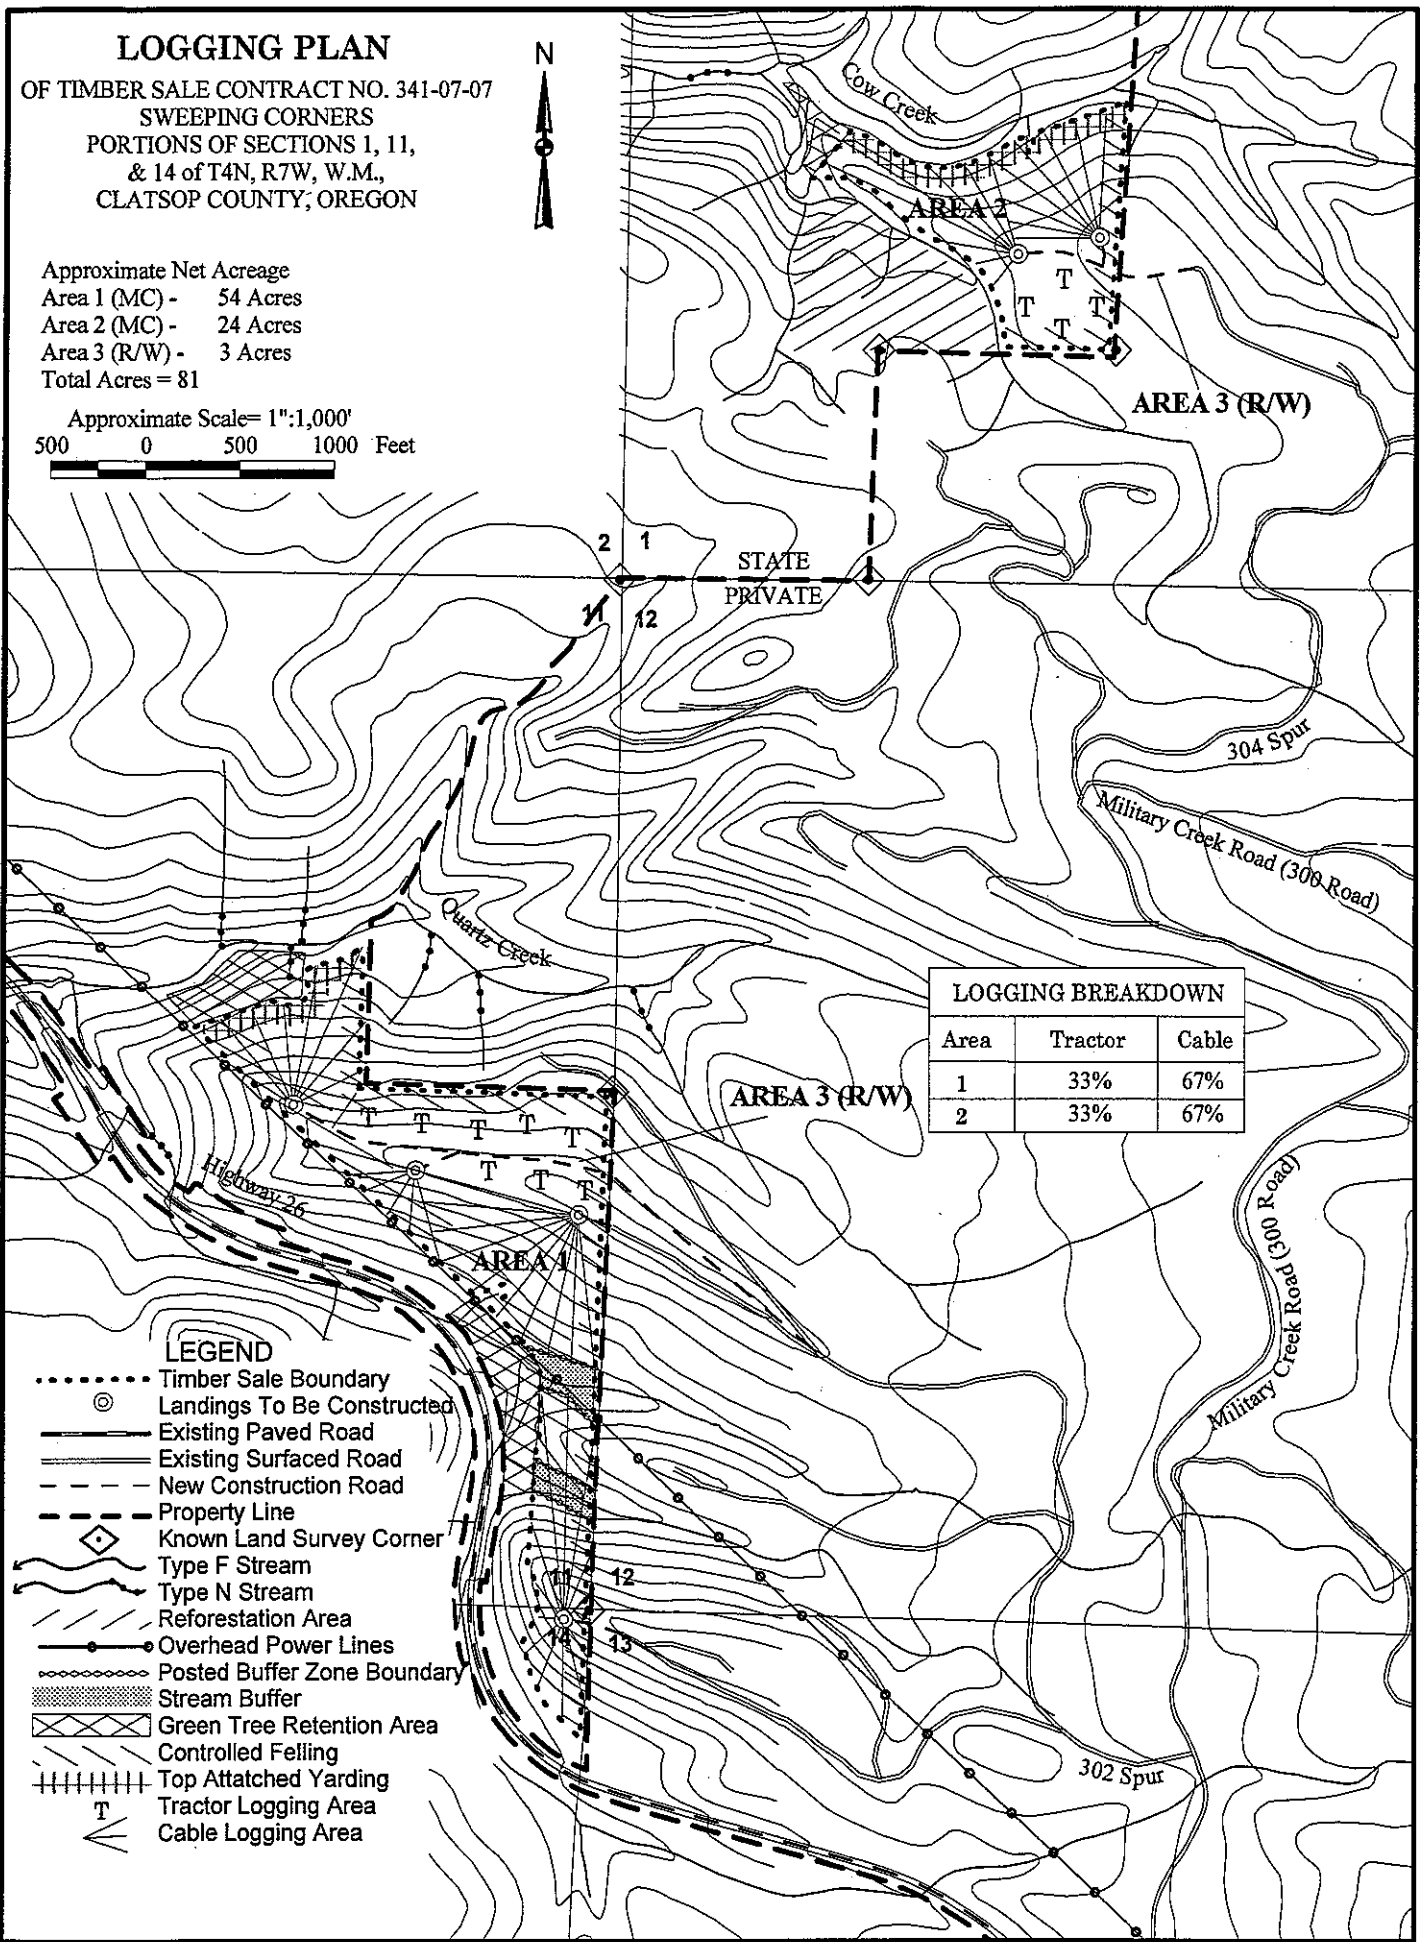 LOGGING PLAN
OF TIMBER SALE CONTRACT NO. 341-07-07
SWEEPING CORNERS
PORTIONS OF SECTIONS 1, 11,
& 14 of T4N, R7W, W.M.,
CLATSOP COUNTY, OREGON
N
Approximate Net Acreage
Area 1 (MC) - 54 Acres
Area 2 (MC) - 24 Acres
Area 3 (R/W) - 3 Acres
Total Acres = 81
Approximate Scale= 1":1,000'
500 0 500 1000 Feet
Cow Creek
AREA 2
T
T T
T
AREA 3 (R/W)
2 1
STATE
PRIVATE
11 12
304 Spur
Military Creek Road (300 Road)
Quartz Creek
LOGGING BREAKDOWN
Area Tractor Cable
1 33% 67%
2 33% 67%
AREA 3 (R/W)
T T T T T
T T T
Highway 26
AREA 1
Military Creek Road (300 Road)
11 12
14 13
302 Spur
LEGEND
Timber Sale Boundary
Landings To Be Constructed
Existing Paved Road
Existing Surfaced Road
New Construction Road
Property Line
Known Land Survey Corner
Type F Stream
Type N Stream
Reforestation Area
Overhead Power Lines
Posted Buffer Zone Boundary
Stream Buffer
Green Tree Retention Area
Controlled Felling
Top Attatched Yarding
T Tractor Logging Area
Cable Logging Area